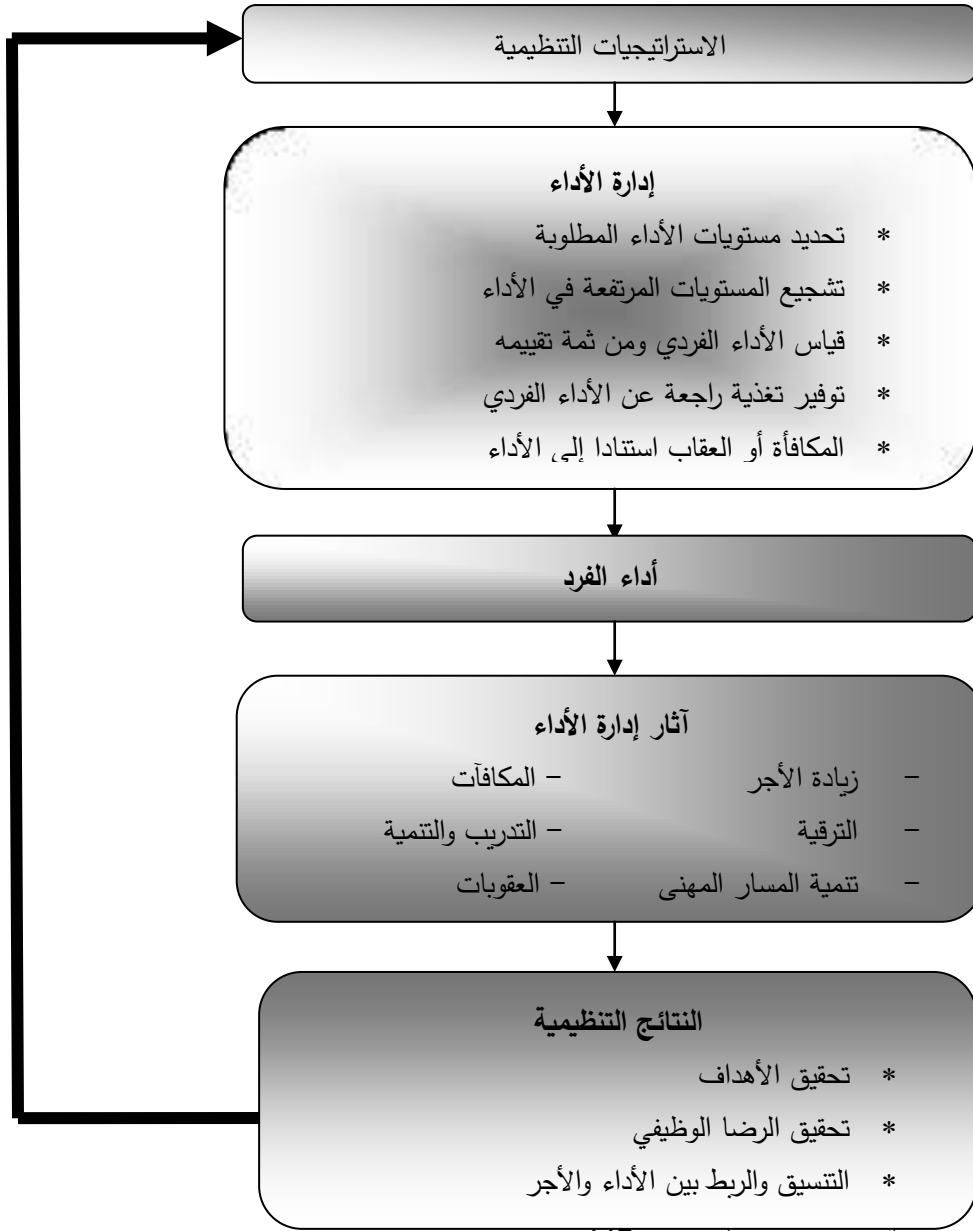 الاستراتيجيات التنظيمية
إدارة الأداء
* تحديد مستويات الأداء المطلوبة
* تشجيع المستويات المرتفعة في الأداء
* قياس الأداء الفردي ومن ثمة تقييمه
* توفير تغذية راجعة عن الأداء الفردي
* المكافأة أو العقاب استنادا إلى الأداء
أداء الفرد
آثار إدارة الأداء
- زيادة الأجر - المكافآت
- الترقية - التدريب والتنمية
- تنمية المسار المهنى - العقوبات
النتائج التنظيمية
* تحقيق الأهداف
* تحقيق الرضا الوظيفي
* التنسيق والربط بين الأداء والأجر